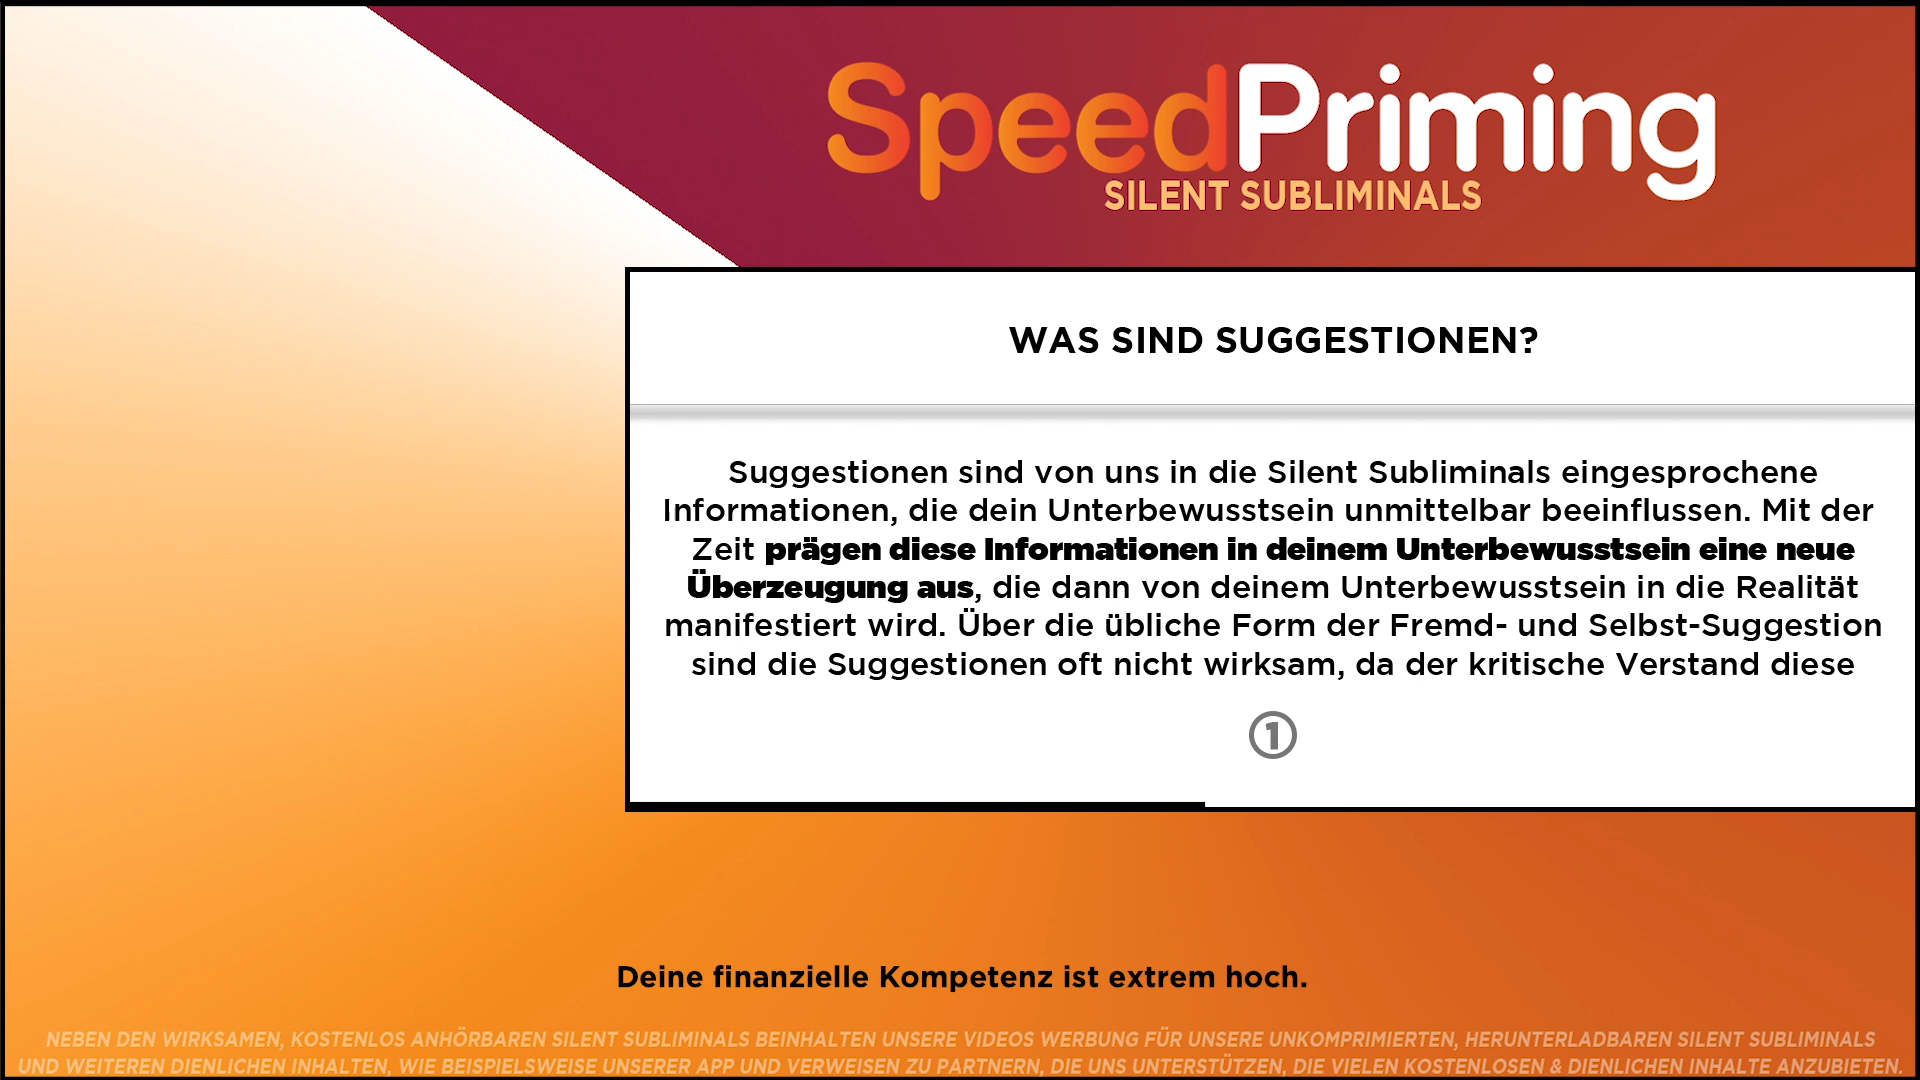 SpeedPriming
SILENT SUBLIMINALS
WAS SIND SUGGESTIONEN?
Suggestionen sind von uns in die Silent Subliminals eingesprochene
Informationen, die dein Unterbewusstsein unmittelbar beeinflussen. Mit der
Zeit prägen diese Informationen in deinem Unterbewusstsein eine neue
Überzeugung aus, die dann von deinem Unterbewusstsein in die Realität
manifestiert wird. Über die übliche Form der Fremd- und Selbst-Suggestion
sind die Suggestionen oft nicht wirksam, da der kritische Verstand diese
1
Deine finanzielle Kompetenz ist extrem hoch.
NEBEN DEN WIRKSAMEN, KOSTENLOS ANHÖRBAREN SILENT SUBLIMINALS BEINHALTEN UNSERE VIDEOS WERBUNG FÜR UNSERE UNKOMPRIMIERTEN, HERUNTERLADBAREN SILENT SUBLIMINALS
UND WEITEREN DIENLICHEN INHALTEN, WIE BEISPIELSWEISE UNSERER APP UND VERWEISEN ZU PARTNERN, DIE UNS UNTERSTÜTZEN, DIE VIELEN KOSTENLOSEN & DIENLICHEN INHALTE ANZUBIETEN.